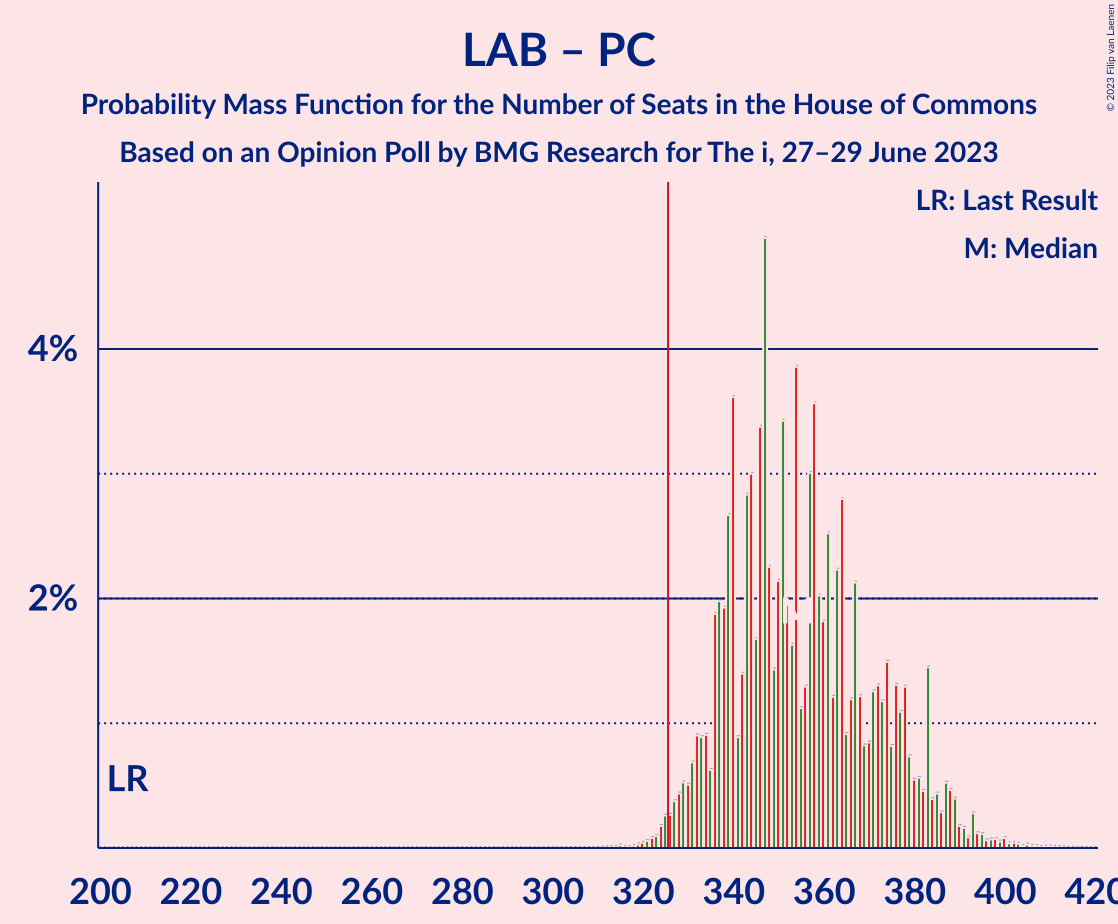 LAB – PC
Probability Mass Function for the Number of Seats in the House of Commons
Based on an Opinion Poll by BMG Research for The i, 27–29 June 2023
© 2023 Filip van Laenen
LR: Last Result
M: Median
4%
2%
LR
200 220 240 260 280 300 320 340 360 380 400 420